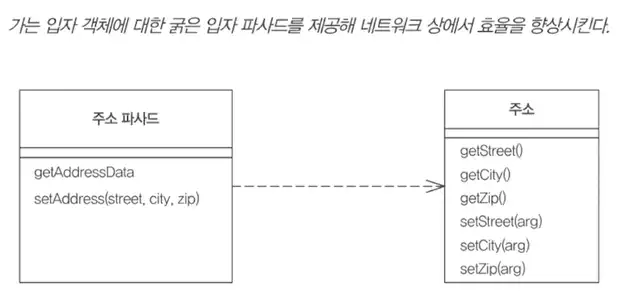 가는 입자 객체에 대한 굵은 입자 파사드를 제공해 네트워크 상에서 효율을 향상시킨다.
주소 파사드
getAddressData
setAddress(street, city, zip)
주소
getStreet()
getCity()
getZip()
setStreet(arg)
setCity(arg)
setZip(arg)